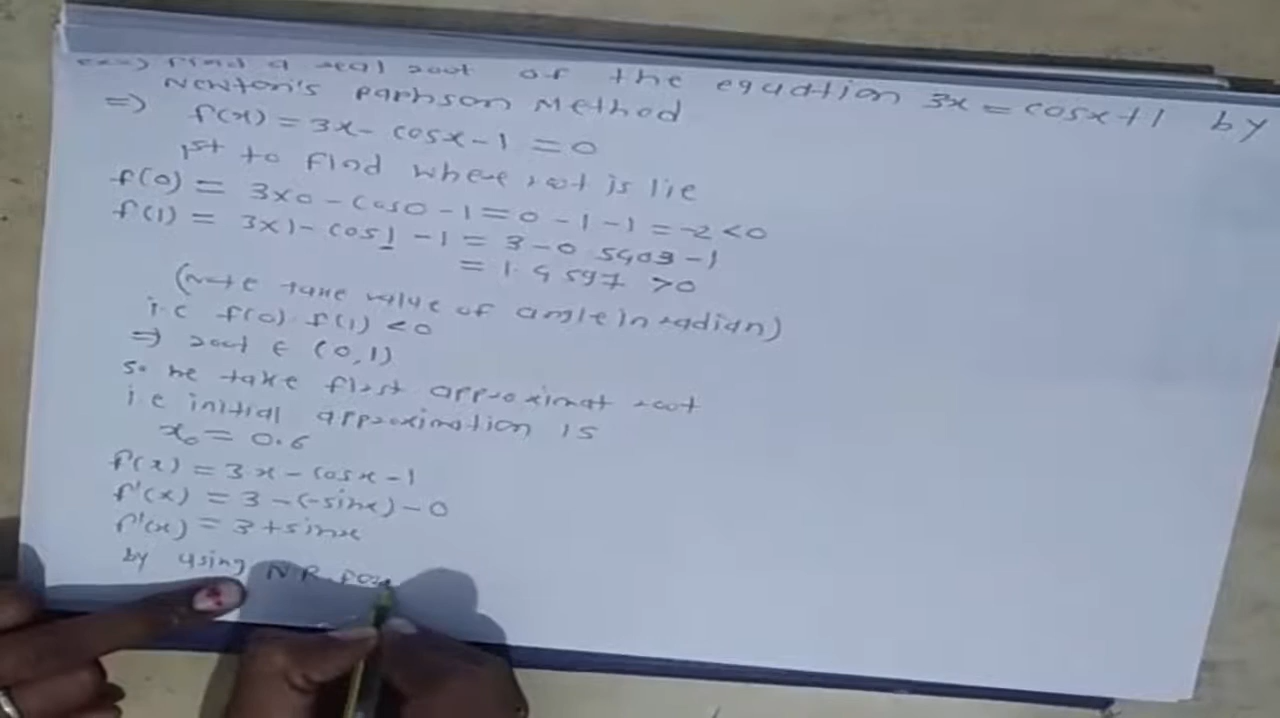 Find a real root of the equation 3x = cosx+1 by
Newton's Raphson Method
=> f(x) = 3x - cosx - 1 = 0
1st to find where root is lie
f(0) = 3x0 - cos0 - 1 = 0 - 1 - 1 = -2 < 0
f(1) = 3x1 - cos1 - 1 = 3 - 0.5403 - 1
= 1.4597 > 0
(Note take value of angle in radian)
i.e f(0) . f(1) < 0
=> root ∈ (0,1)
so we take first approximat root
i.e initial approximation is
x₀ = 0.6
f(x) = 3x - cosx - 1
f'(x) = 3 - (-sinx) - 0
f'(x) = 3 + sinx
by using NR